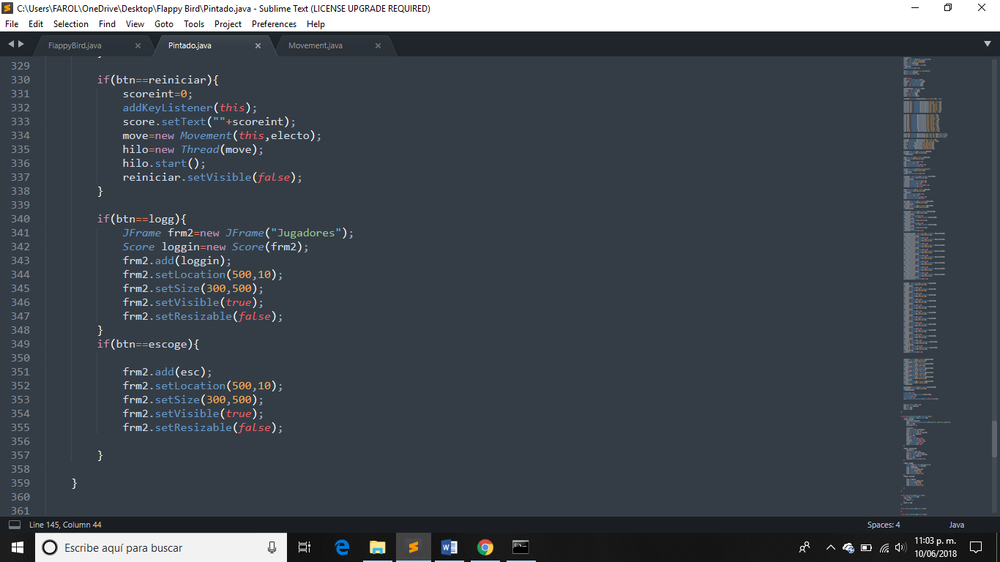 C:\Users\FAROL\OneDrive\Desktop\Flappy Bird\Pintado.java - Sublime Text (LICENSE UPGRADE REQUIRED)
File Edit Selection Find View Goto Tools Project Preferences Help
FlappyBird.java Pintado.java Movement.java
329
330 if(btn==reiniciar){
331 scoreint=0;
332 addKeyListener(this);
333 score.setText(""+scoreint);
334 move=new Movement(this,electo);
335 hilo=new Thread(move);
336 hilo.start();
337 reiniciar.setVisible(false);
338 }
339
340 if(btn==logg){
341 JFrame frm2=new JFrame("Jugadores");
342 Score loggin=new Score(frm2);
343 frm2.add(loggin);
344 frm2.setLocation(500,10);
345 frm2.setSize(300,500);
346 frm2.setVisible(true);
347 frm2.setResizable(false);
348 }
349 if(btn==escoge){
350
351 frm2.add(esc);
352 frm2.setLocation(500,10);
353 frm2.setSize(300,500);
354 frm2.setVisible(true);
355 frm2.setResizable(false);
356
357 }
358
359 }
360
361
Line 145, Column 44 Spaces: 4 Java
Escribe aquí para buscar
11:03 p. m.
10/06/2018